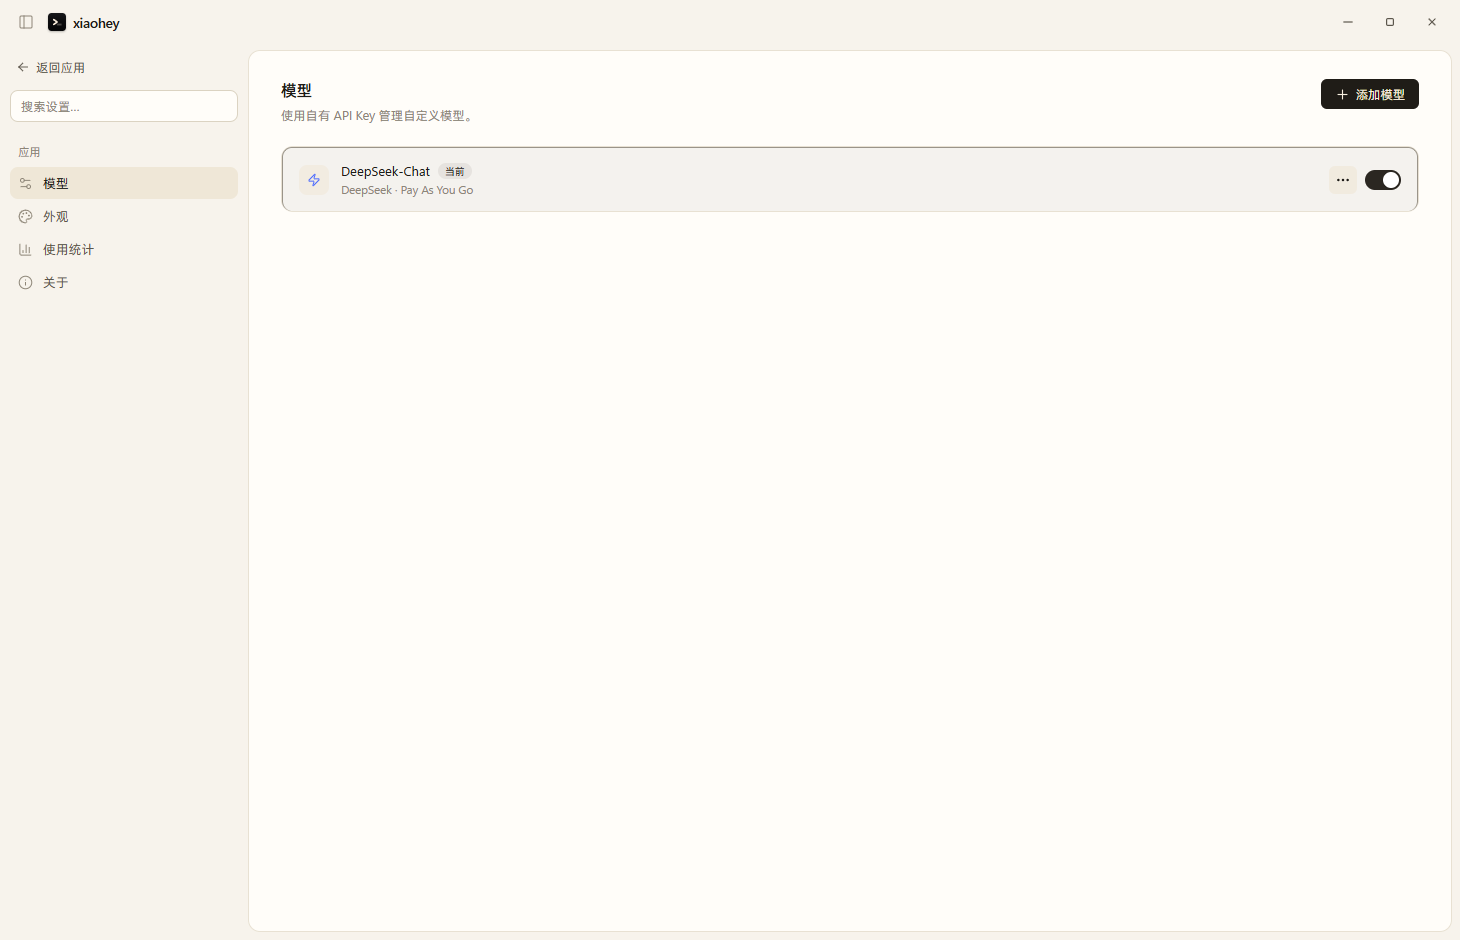 xiaohey
返回应用
搜索设置...
应用
模型
外观
使用统计
关于
模型
使用自有 API Key 管理自定义模型。
添加模型
DeepSeek-Chat 当前
DeepSeek · Pay As You Go